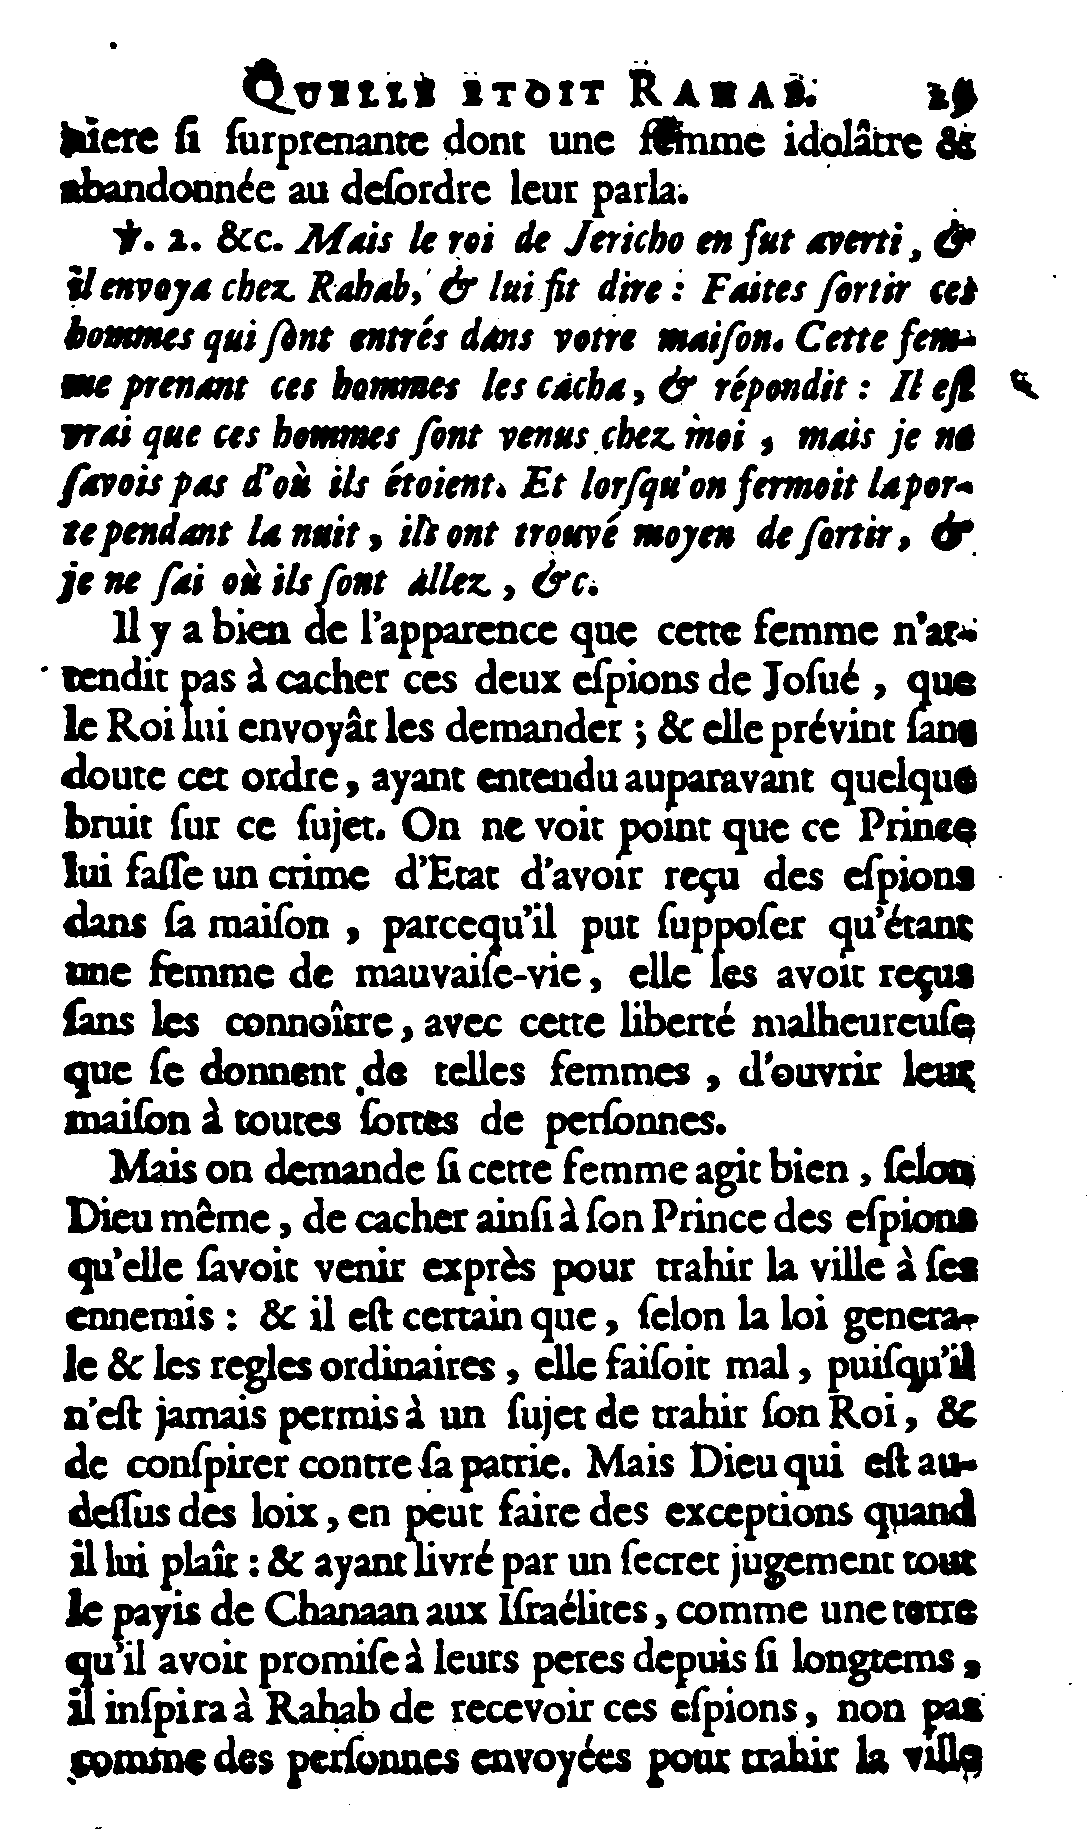 QUELLE ETOIT RAHAB. 29
niere ſi ſurprenante dont une femme idolâtre &
abandonnée au deſordre leur parla.
℣. 2. &c. Mais le roi de Jericho en fut averti, &
il envoya chez Rahab, & lui fit dire : Faites ſortir ces
hommes qui ſont entrés dans votre maiſon. Cette fem-
me prenant ces hommes les cacha, & répondit : Il eſt
vrai que ces hommes ſont venus chez moi, mais je ne
ſavois pas d'où ils étoient. Et lorſqu'on fermoit la por-
te pendant la nuit, ils ont trouvé moyen de ſortir, &
je ne ſai où ils ſont allez, &c.
Il y a bien de l'apparence que cette femme n'at-
tendit pas à cacher ces deux eſpions de Joſué, que
le Roi lui envoyât les demander ; & elle prévint ſans
doute cet ordre, ayant entendu auparavant quelque
bruit ſur ce ſujet. On ne voit point que ce Prince
lui faſſe un crime d'Etat d'avoir reçu des eſpions
dans ſa maiſon, parcequ'il put ſuppoſer qu'étant
une femme de mauvaiſe-vie, elle les avoit reçus
ſans les connoître, avec cette liberté malheureuſe
que ſe donnent de telles femmes, d'ouvrir leur
maiſon à toutes ſortes de perſonnes.
Mais on demande ſi cette femme agit bien, ſelon
Dieu même, de cacher ainſi à ſon Prince des eſpions
qu'elle ſavoit venir exprès pour trahir la ville à ſes
ennemis : & il eſt certain que, ſelon la loi genera-
le & les regles ordinaires, elle faiſoit mal, puiſqu'il
n'eſt jamais permis à un ſujet de trahir ſon Roi, &
de conſpirer contre ſa patrie. Mais Dieu qui eſt au-
deſſus des loix, en peut faire des exceptions quand
il lui plaît : & ayant livré par un ſecret jugement tout
le payis de Chanaan aux Iſraélites, comme une terre
qu'il avoit promiſe à leurs peres depuis ſi longtems,
il inſpira à Rahab de recevoir ces eſpions, non pas
comme des perſonnes envoyées pour trahir la ville